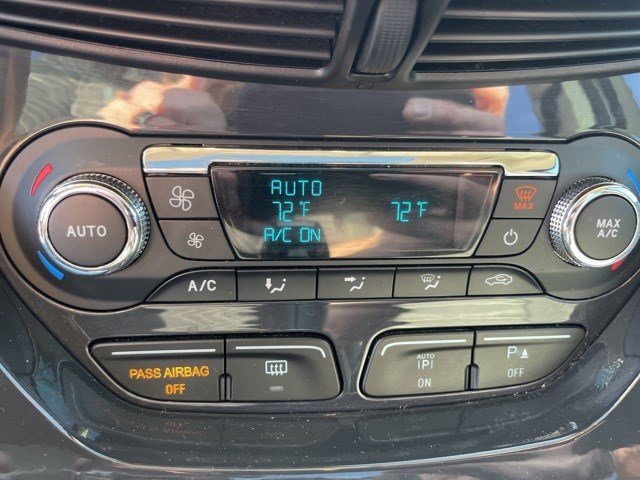 AUTO
72°F 72°F
A/C ON
MAX
AUTO
MAX
A/C
A/C
PASS AIRBAG
OFF
AUTO
(P)
ON
P
OFF